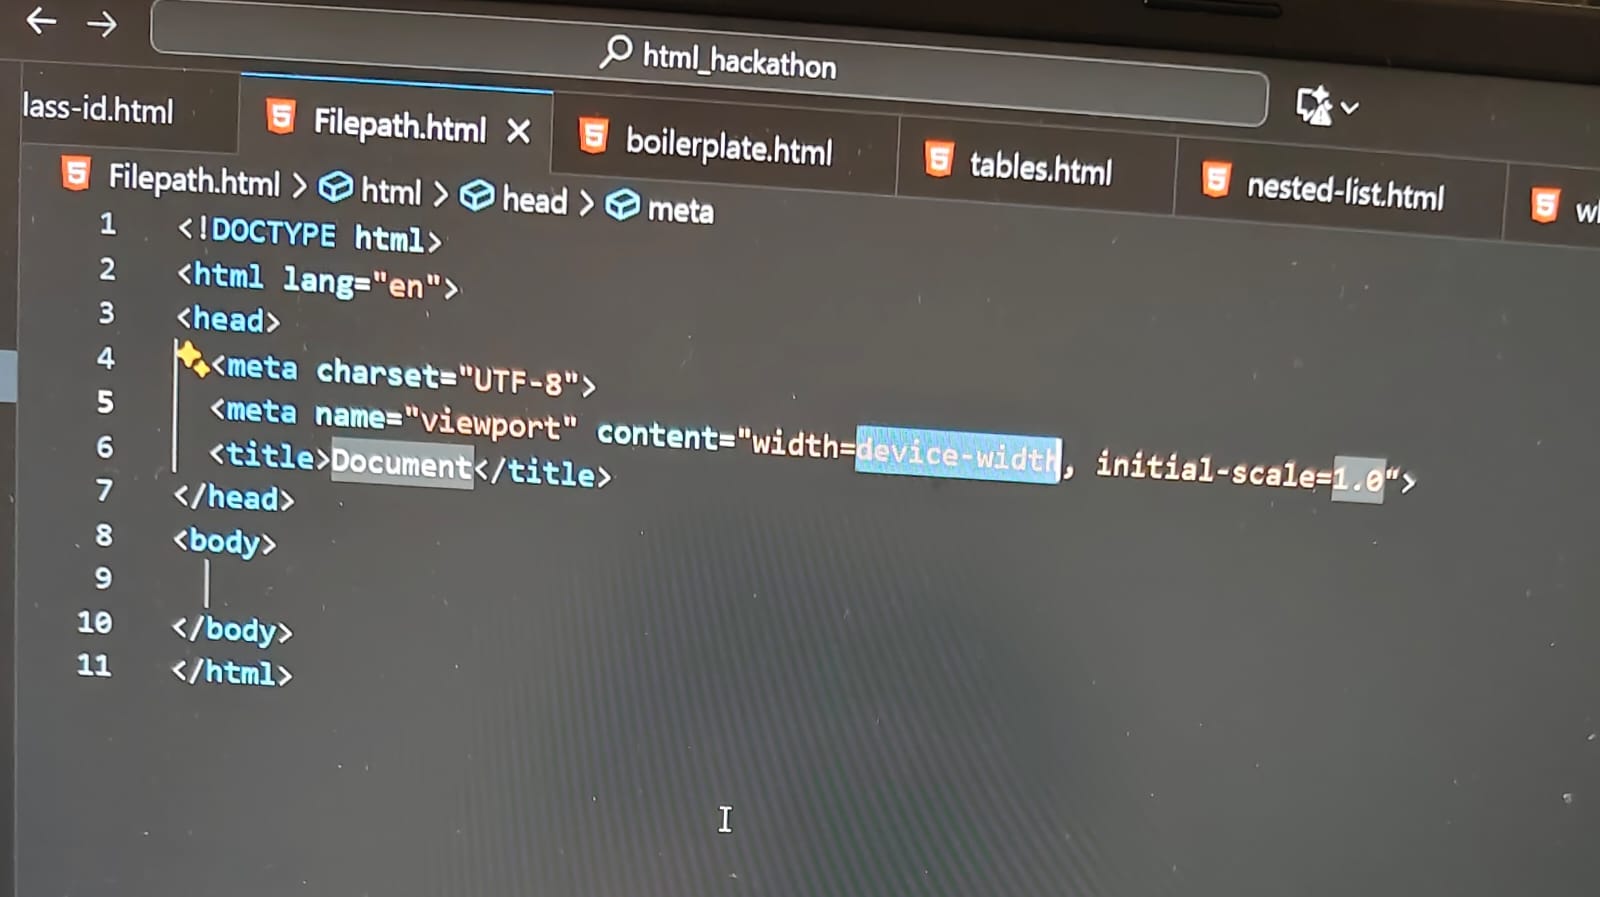 html_hackathon
lass-id.html
Filepath.html
boilerplate.html
tables.html
nested-list.html
Filepath.html > html > head > meta
1 <!DOCTYPE html>
2 <html lang="en">
3 <head>
4 <meta charset="UTF-8">
5 <meta name="viewport" content="width=device-width, initial-scale=1.0">
6 <title>Document</title>
7 </head>
8 <body>
9
10 </body>
11 </html>